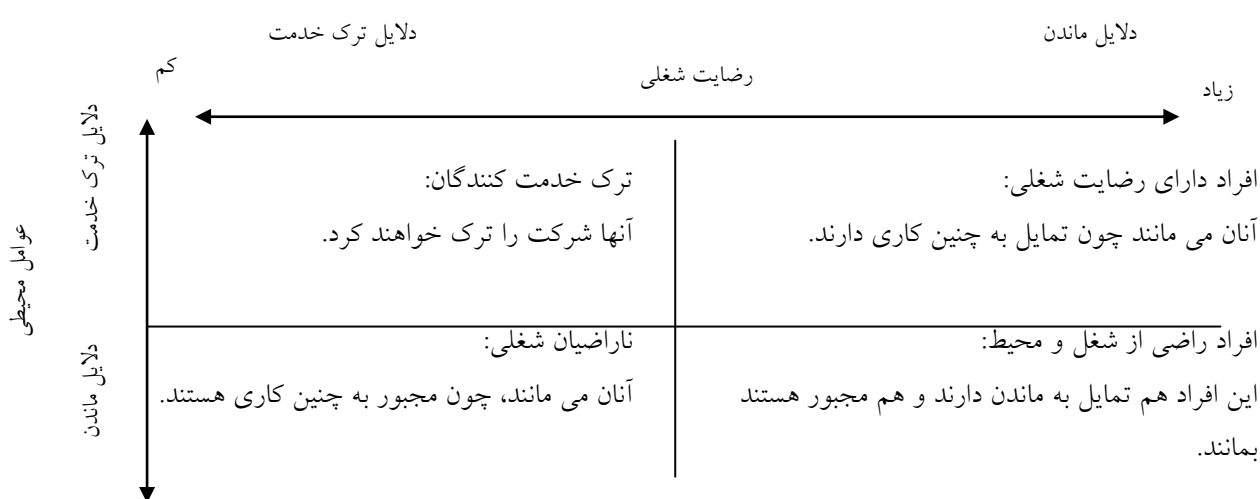 دلایل ماندن
دلایل ترک خدمت
زیاد
رضایت شغلی
کم
عوامل محیطی
دلایل ترک خدمت
دلایل ماندن
افراد دارای رضایت شغلی:
آنان می مانند چون تمایل به چنین کاری دارند.
ترک خدمت کنندگان:
آنها شرکت را ترک خواهند کرد.
افراد راضی از شغل و محیط:
این افراد هم تمایل به ماندن دارند و هم مجبور هستند
بمانند.
ناراضیان شغلی:
آنان می مانند، چون مجبور به چنین کاری هستند.